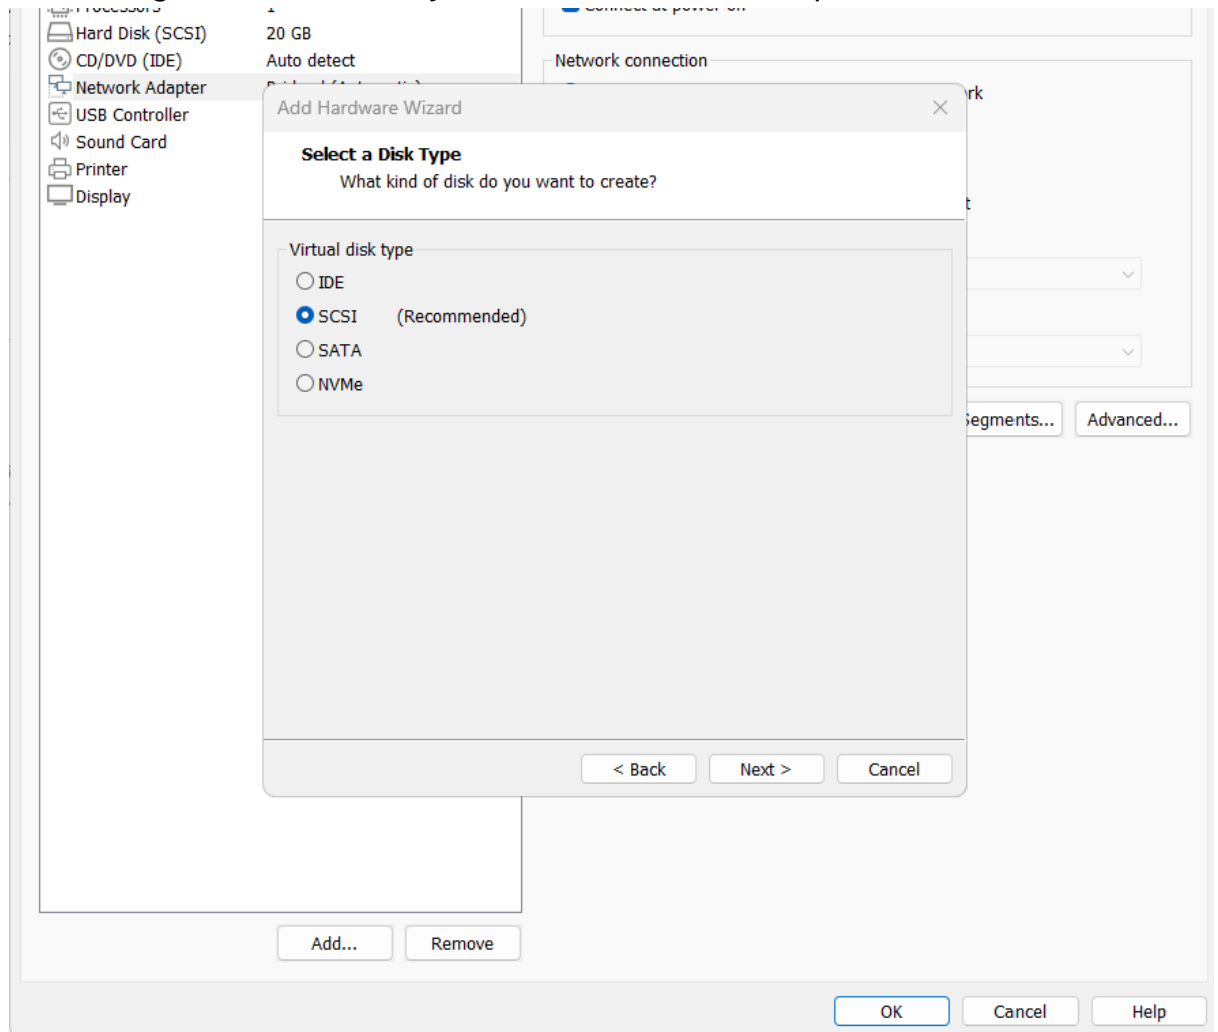 Hard Disk (SCSI) 20 GB
CD/DVD (IDE) Auto detect
Network connection
Network Adapter
USB Controller
Sound Card
Printer
Display
Add Hardware Wizard
Select a Disk Type
What kind of disk do you want to create?
Virtual disk type
IDE
SCSI (Recommended)
SATA
NVMe
Advanced...
< Back Next > Cancel
Add... Remove
OK Cancel Help